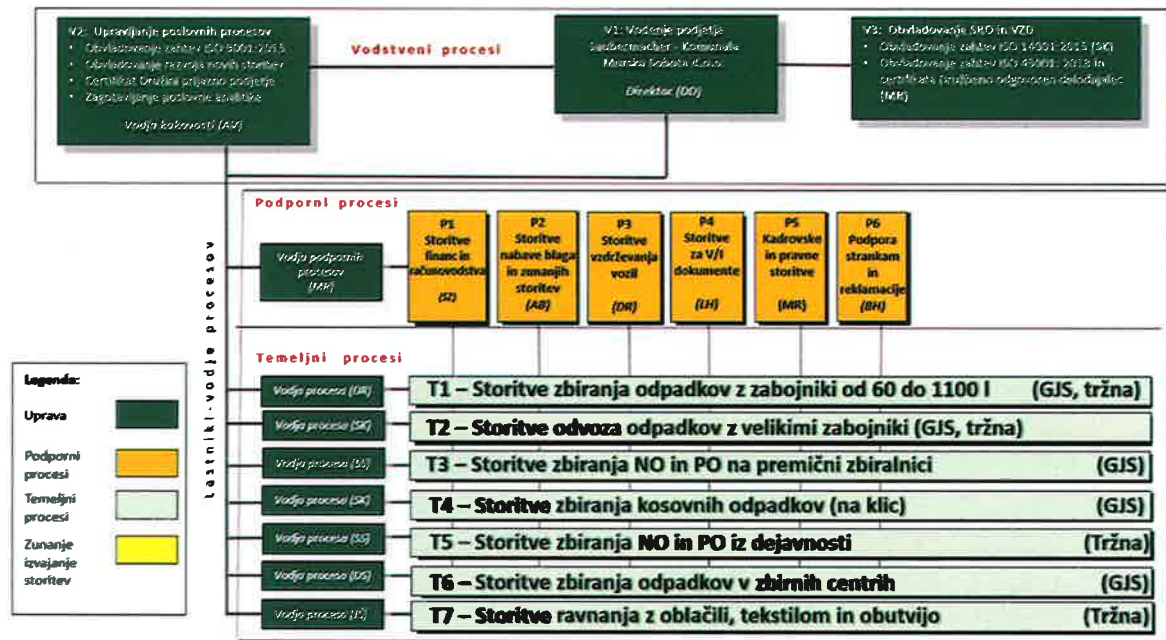 V2: Upravljanje poslovnih procesov
• Obvladovanje zahtev ISO 9001:2015
• Obvladovanje razvoja novih storitev
• Certifikat Družini prijazno podjetje
• Zagotavljanje poslovne analitike
Vodja kakovosti (AV)
Vodstveni procesi
V1: Vodenje podjetja
Saubermacher - Komunala
Murska Sobota d.o.o.
Direktor (DD)
V3: Obvladovanje SRO in VZD
• Obvladovanje zahtev ISO 14001:2015 (SK)
• Obvladovanje zahtev ISO 45001: 2018 in
certifikata Družbeno odgovoren delodajalec
(MR)
Podporni procesi
Vodja podpornih
procesov
(MR)
P1
Storitve
financ in
računovodstva
(SZ)
P2
Storitve
nabave blaga
in zunanjih
storitev
(AB)
P3
Storitve
vzdrževanja
vozil
(DR)
P4
Storitve
za V/I
dokumente
(LH)
P5
Kadrovske
in pravne
storitve
(MR)
P6
Podpora
strankam
in
reklamacije
(BH)
Lastniki-vodje procesov
Temeljni procesi
Vodja procesa (DR) T1 – Storitve zbiranja odpadkov z zabojniki od 60 do 1100 l (GJS, tržna)
Vodja procesa (SK) T2 – Storitve odvoza odpadkov z velikimi zabojniki (GJS, tržna)
Vodja procesa (SS) T3 – Storitve zbiranja NO in PO na premični zbiralnici (GJS)
Vodja procesa (SK) T4 – Storitve zbiranja kosovnih odpadkov (na klic) (GJS)
Vodja procesa (SS) T5 – Storitve zbiranja NO in PO iz dejavnosti (Tržna)
Vodja procesa (DS) T6 – Storitve zbiranja odpadkov v zbirnih centrih (GJS)
Vodja procesa T7 – Storitve ravnanja z oblačili, tekstilom in obutvijo (Tržna)
Legenda:
Uprava
Podporni
procesi
Temeljni
procesi
Zunanje
izvajanje
storitev